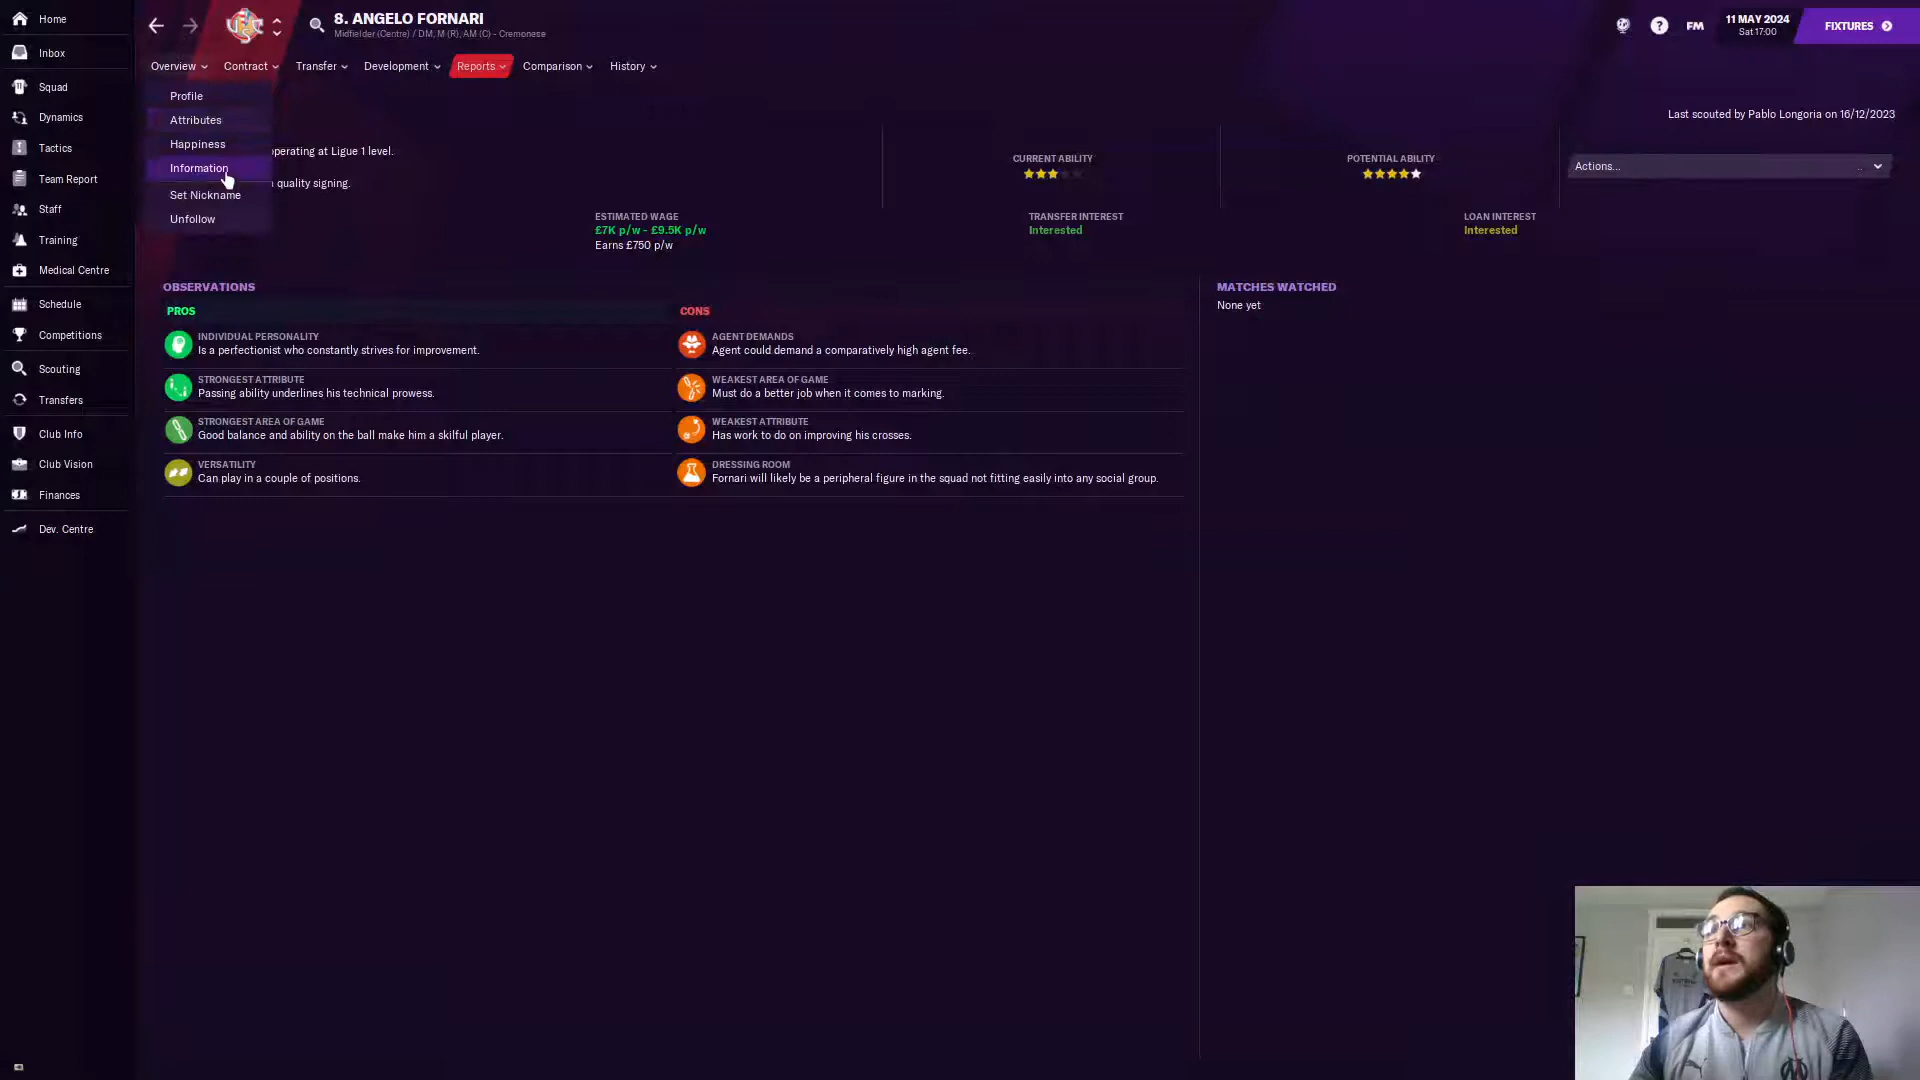 Home
Inbox
Squad
Dynamics
Tactics
Team Report
Staff
Training
Medical Centre
Schedule
Competitions
Scouting
Transfers
Club Info
Club Vision
Finances
Dev. Centre
8. ANGELO FORNARI
Midfielder (Centre) / DM, M (R), AM (C) - Cremonese
?
FM
11 MAY 2024
Sat 17:00
FIXTURES
Overview
Contract
Transfer
Development
Reports
Comparison
History
Profile
Attributes
Happiness
Information
Set Nickname
Unfollow
operating at Ligue 1 level.
quality signing.
Last scouted by Pablo Longoria on 16/12/2023
CURRENT ABILITY
POTENTIAL ABILITY
Actions...
ESTIMATED WAGE
£7K p/w - £9.5K p/w
Earns £750 p/w
TRANSFER INTEREST
Interested
LOAN INTEREST
Interested
OBSERVATIONS
PROS
INDIVIDUAL PERSONALITY
Is a perfectionist who constantly strives for improvement.
STRONGEST ATTRIBUTE
Passing ability underlines his technical prowess.
STRONGEST AREA OF GAME
Good balance and ability on the ball make him a skilful player.
VERSATILITY
Can play in a couple of positions.
CONS
AGENT DEMANDS
Agent could demand a comparatively high agent fee.
WEAKEST AREA OF GAME
Must do a better job when it comes to marking.
WEAKEST ATTRIBUTE
Has work to do on improving his crosses.
DRESSING ROOM
Fornari will likely be a peripheral figure in the squad not fitting easily into any social group.
MATCHES WATCHED
None yet